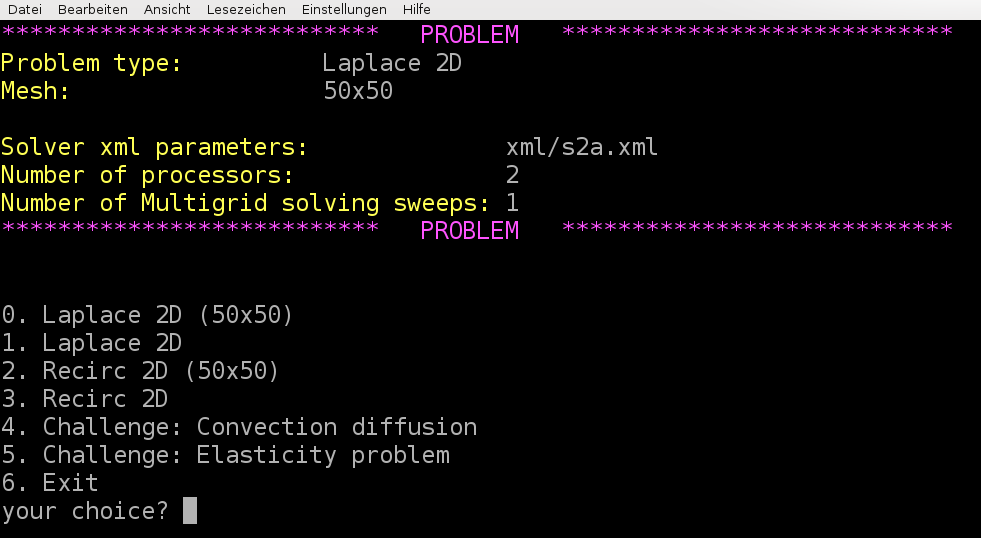 Datei Bearbeiten Ansicht Lesezeichen Einstellungen Hilfe
*************************** PROBLEM ****************************
Problem type: Laplace 2D
Mesh: 50x50
Solver xml parameters: xml/s2a.xml
Number of processors: 2
Number of Multigrid solving sweeps: 1
*************************** PROBLEM ****************************
0. Laplace 2D (50x50)
1. Laplace 2D
2. Recirc 2D (50x50)
3. Recirc 2D
4. Challenge: Convection diffusion
5. Challenge: Elasticity problem
6. Exit
your choice?